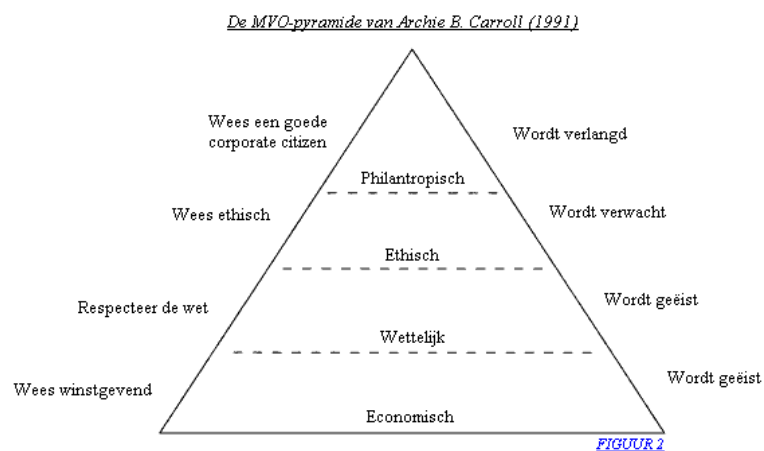 De MVO-pyramide van Archie B. Carroll (1991)
Wees een goede
corporate citizen
Wordt verlangd
Philantropisch
Wees ethisch
Wordt verwacht
Ethisch
Respecteer de wet
Wordt geëist
Wettelijk
Wees winstgevend
Wordt geëist
Economisch
FIGUUR 2